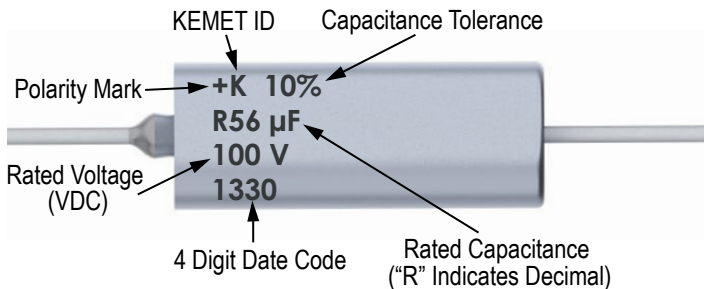 KEMET ID
Capacitance Tolerance
Polarity Mark
+K 10%
R56 µF
100 V
1330
Rated Voltage
(VDC)
4 Digit Date Code
Rated Capacitance
(“R” Indicates Decimal)